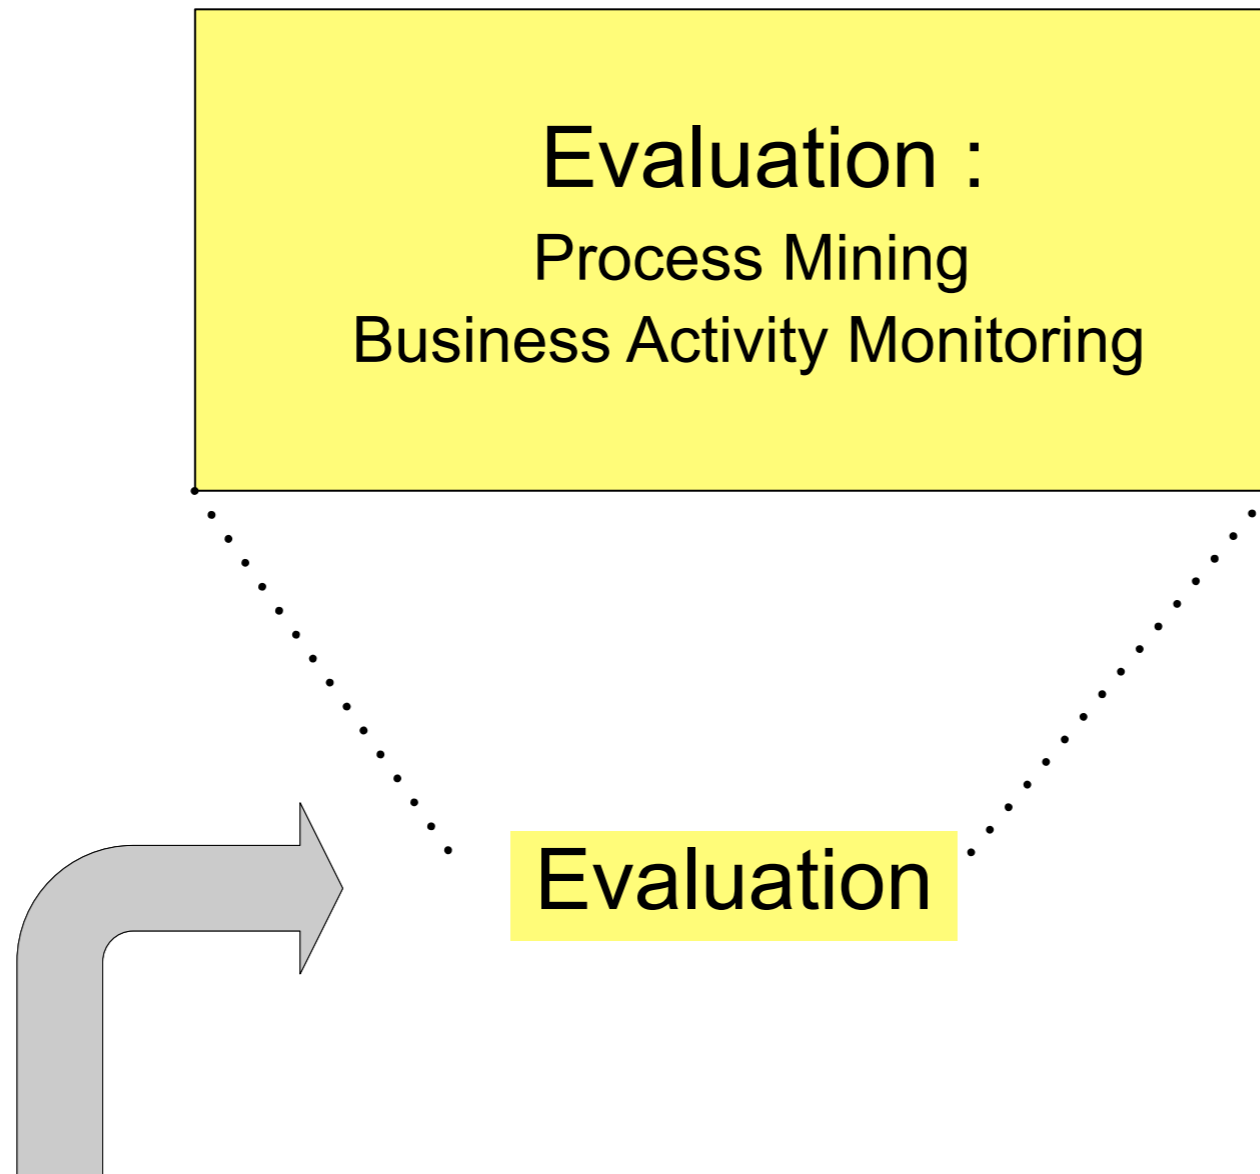 Evaluation :
Process Mining
Business Activity Monitoring
Evaluation